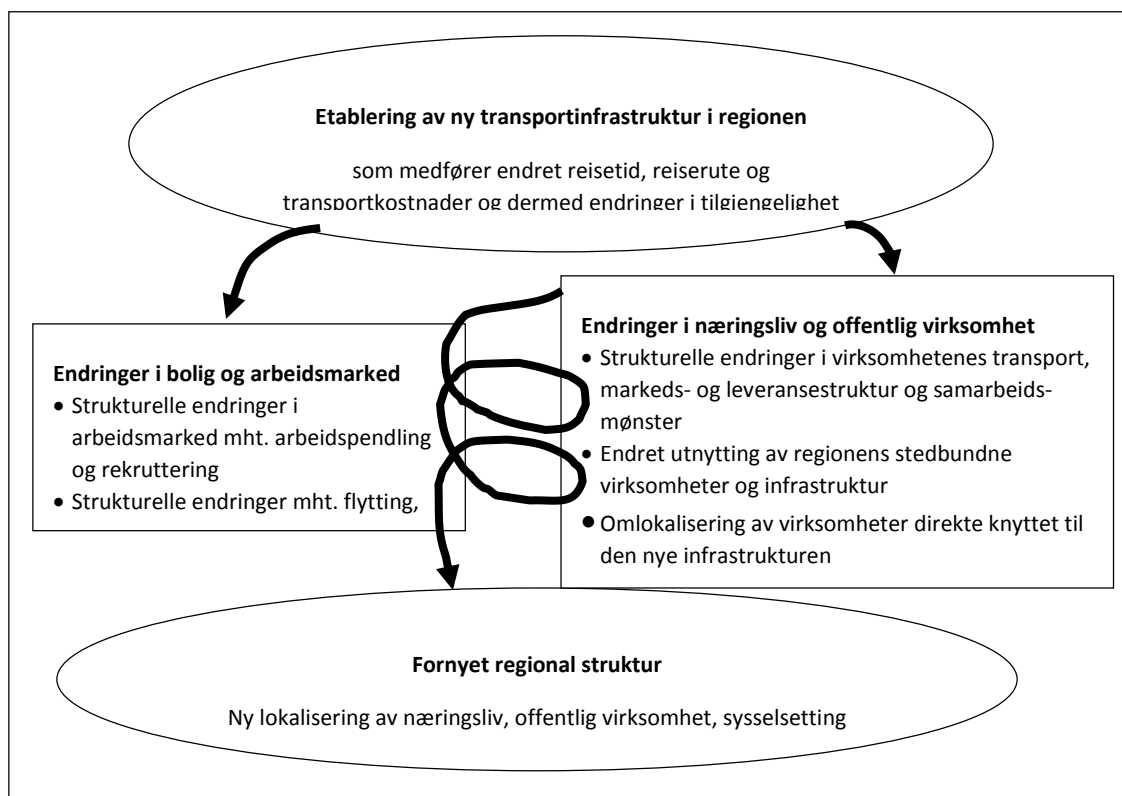 Etablering av ny transportinfrastruktur i regionen
som medfører endret reisetid, reiserute og
transportkostnader og dermed endringer i tilgjengelighet
Endringer i bolig og arbeidsmarked
• Strukturelle endringer i
arbeidsmarked mht. arbeidspendling
og rekruttering
• Strukturelle endringer mht. flytting,
Endringer i næringsliv og offentlig virksomhet
• Strukturelle endringer i virksomhetenes transport,
markeds- og leveransestruktur og samarbeids-
mønster
• Endret utnytting av regionens stedbundne
virksomheter og infrastruktur
• Omlokalisering av virksomheter direkte knyttet til
den nye infrastrukturen
Fornyet regional struktur
Ny lokalisering av næringsliv, offentlig virksomhet, sysselsetting